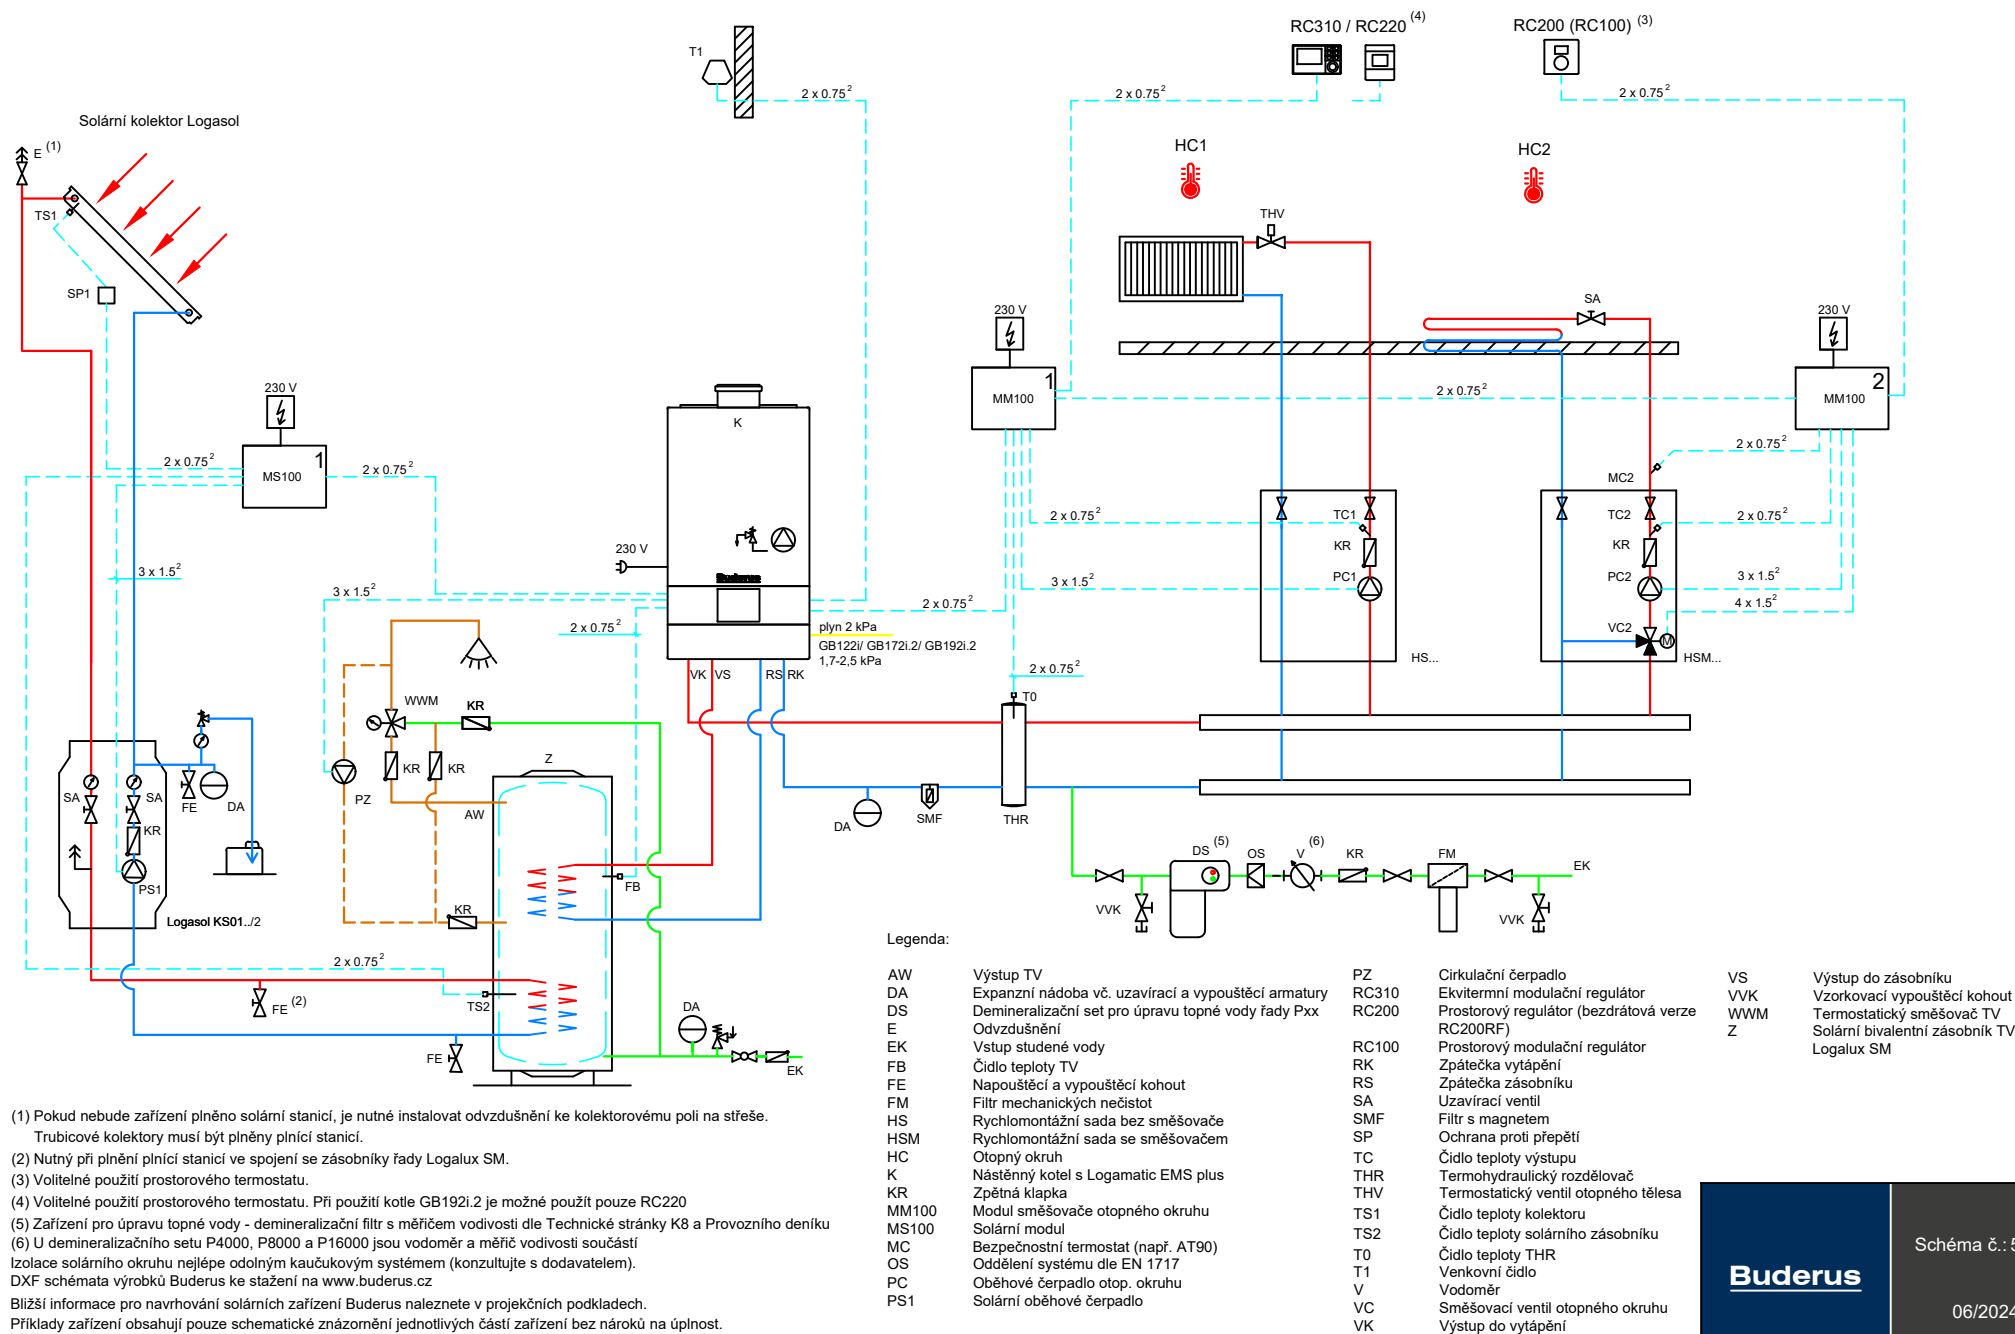 RC310 / RC220 (4)
RC200 (RC100) (3)
T1
2 x 0.75²
2 x 0.75²
2 x 0.75²
Solární kolektor Logasol
E (1)
HC1
HC2
TS1
THV
SP1
SA
230 V
230 V
230 V
MM100
1
MM100
2
2 x 0.75²
K
MS100
1
2 x 0.75²
2 x 0.75²
2 x 0.75²
MC2
2 x 0.75²
TC1
TC2
2 x 0.75²
KR
KR
230 V
3 x 1.5²
Buderus
3 x 1.5²
PC1
PC2
3 x 1.5²
3 x 1.5²
2 x 0.75²
4 x 1.5²
2 x 0.75²
plyn 2 kPa
GB122i/ GB172i.2/ GB192i.2
1,7-2,5 kPa
VC2
M
HS...
HSM...
VK
VS
RS
RK
2 x 0.75²
T0
WWM
KR
KR
KR
Z
PZ
SA
SA
FE
DA
AW
DA
SMF
THR
KR
PS1
DS (5)
OS
V (6)
KR
FM
EK
FB
KR
VVK
VVK
Logasol KS01../2
2 x 0.75²
FE (2)
TS2
DA
FE
EK
Legenda:
AW Výstup TV
DA Expanzní nádoba vč. uzavírací a vypouštěcí armatury
DS Demineralizační set pro úpravu topné vody řady Pxx
E Odvzdušnění
EK Vstup studené vody
FB Čidlo teploty TV
FE Napouštěcí a vypouštěcí kohout
FM Filtr mechanických nečistot
HS Rychlomontážní sada bez směšovače
HSM Rychlomontážní sada se směšovačem
HC Otopný okruh
K Nástěnný kotel s Logamatic EMS plus
KR Zpětná klapka
MM100 Modul směšovače otopného okruhu
MS100 Solární modul
MC Bezpečnostní termostat (např. AT90)
OS Oddělení systému dle EN 1717
PC Oběhové čerpadlo otop. okruhu
PS1 Solární oběhové čerpadlo
PZ Cirkulační čerpadlo
RC310 Ekvitermní modulační regulátor
RC200 Prostorový regulátor (bezdrátová verze
RC200RF)
RC100 Prostorový modulační regulátor
RK Zpátečka vytápění
RS Zpátečka zásobníku
SA Uzavírací ventil
SMF Filtr s magnetem
SP Ochrana proti přepětí
TC Čidlo teploty výstupu
THR Termohydraulický rozdělovač
THV Termostatický ventil otopného tělesa
TS1 Čidlo teploty kolektoru
TS2 Čidlo teploty solárního zásobníku
T0 Čidlo teploty THR
T1 Venkovní čidlo
V Vodoměr
VC Směšovací ventil otopného okruhu
VK Výstup do vytápění
VS Výstup do zásobníku
VVK Vzorkovací vypouštěcí kohout
WWM Termostatický směšovač TV
Z Solární bivalentní zásobník TV
Logalux SM
(1) Pokud nebude zařízení plněno solární stanicí, je nutné instalovat odvzdušnění ke kolektorovému poli na střeše.
Trubicové kolektory musí být plněny plnící stanicí.
(2) Nutný při plnění plnící stanicí ve spojení se zásobníky řady Logalux SM.
(3) Volitelné použití prostorového termostatu.
(4) Volitelné použití prostorového termostatu. Při použití kotle GB192i.2 je možné použít pouze RC220
(5) Zařízení pro úpravu topné vody - demineralizační filtr s měřičem vodivosti dle Technické stránky K8 a Provozního deníku
(6) U demineralizačního setu P4000, P8000 a P16000 jsou vodoměr a měřič vodivosti součástí
Izolace solárního okruhu nejlépe odolným kaučukovým systémem (konzultujte s dodavatelem).
DXF schémata výrobků Buderus ke stažení na www.buderus.cz
Bližší informace pro navrhování solárních zařízení Buderus naleznete v projekčních podkladech.
Příklady zařízení obsahují pouze schematické znázornění jednotlivých částí zařízení bez nároků na úplnost.
Buderus
Schéma č.: 5
06/2024